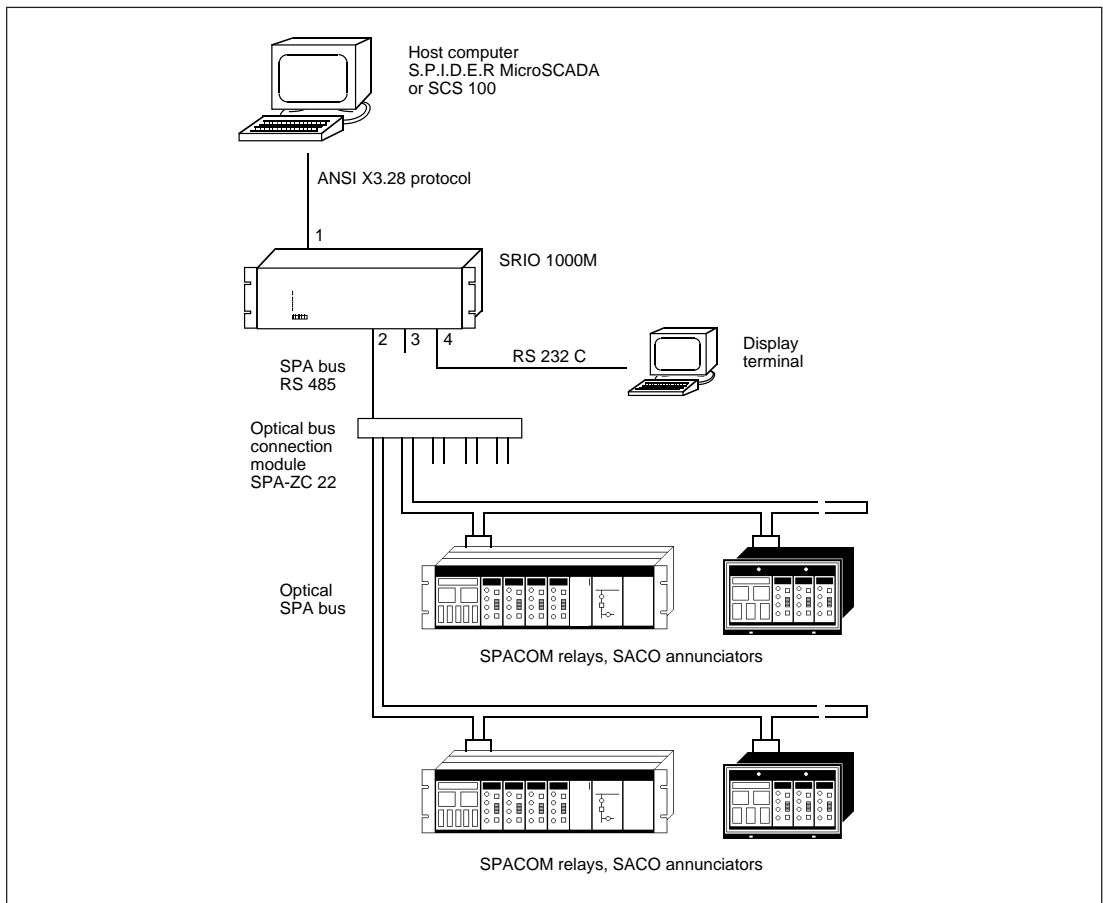 Host computer
S.P.I.D.E.R MicroSCADA
or SCS 100
ANSI X3.28 protocol
1
SRIO 1000M
2
3
4
SPA bus
RS 485
RS 232 C
Display
terminal
Optical bus
connection
module
SPA-ZC 22
Optical
SPA bus
SPACOM relays, SACO annunciators
SPACOM relays, SACO annunciators